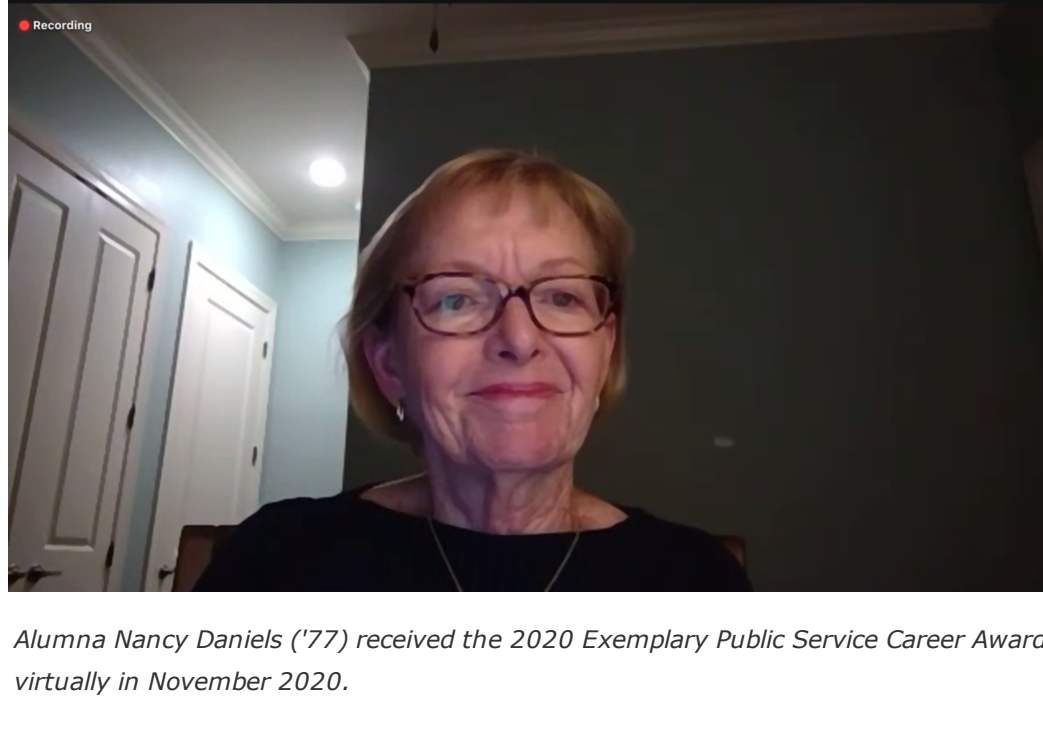 Recording
Alumna Nancy Daniels ('77) received the 2020 Exemplary Public Service Career Award
virtually in November 2020.